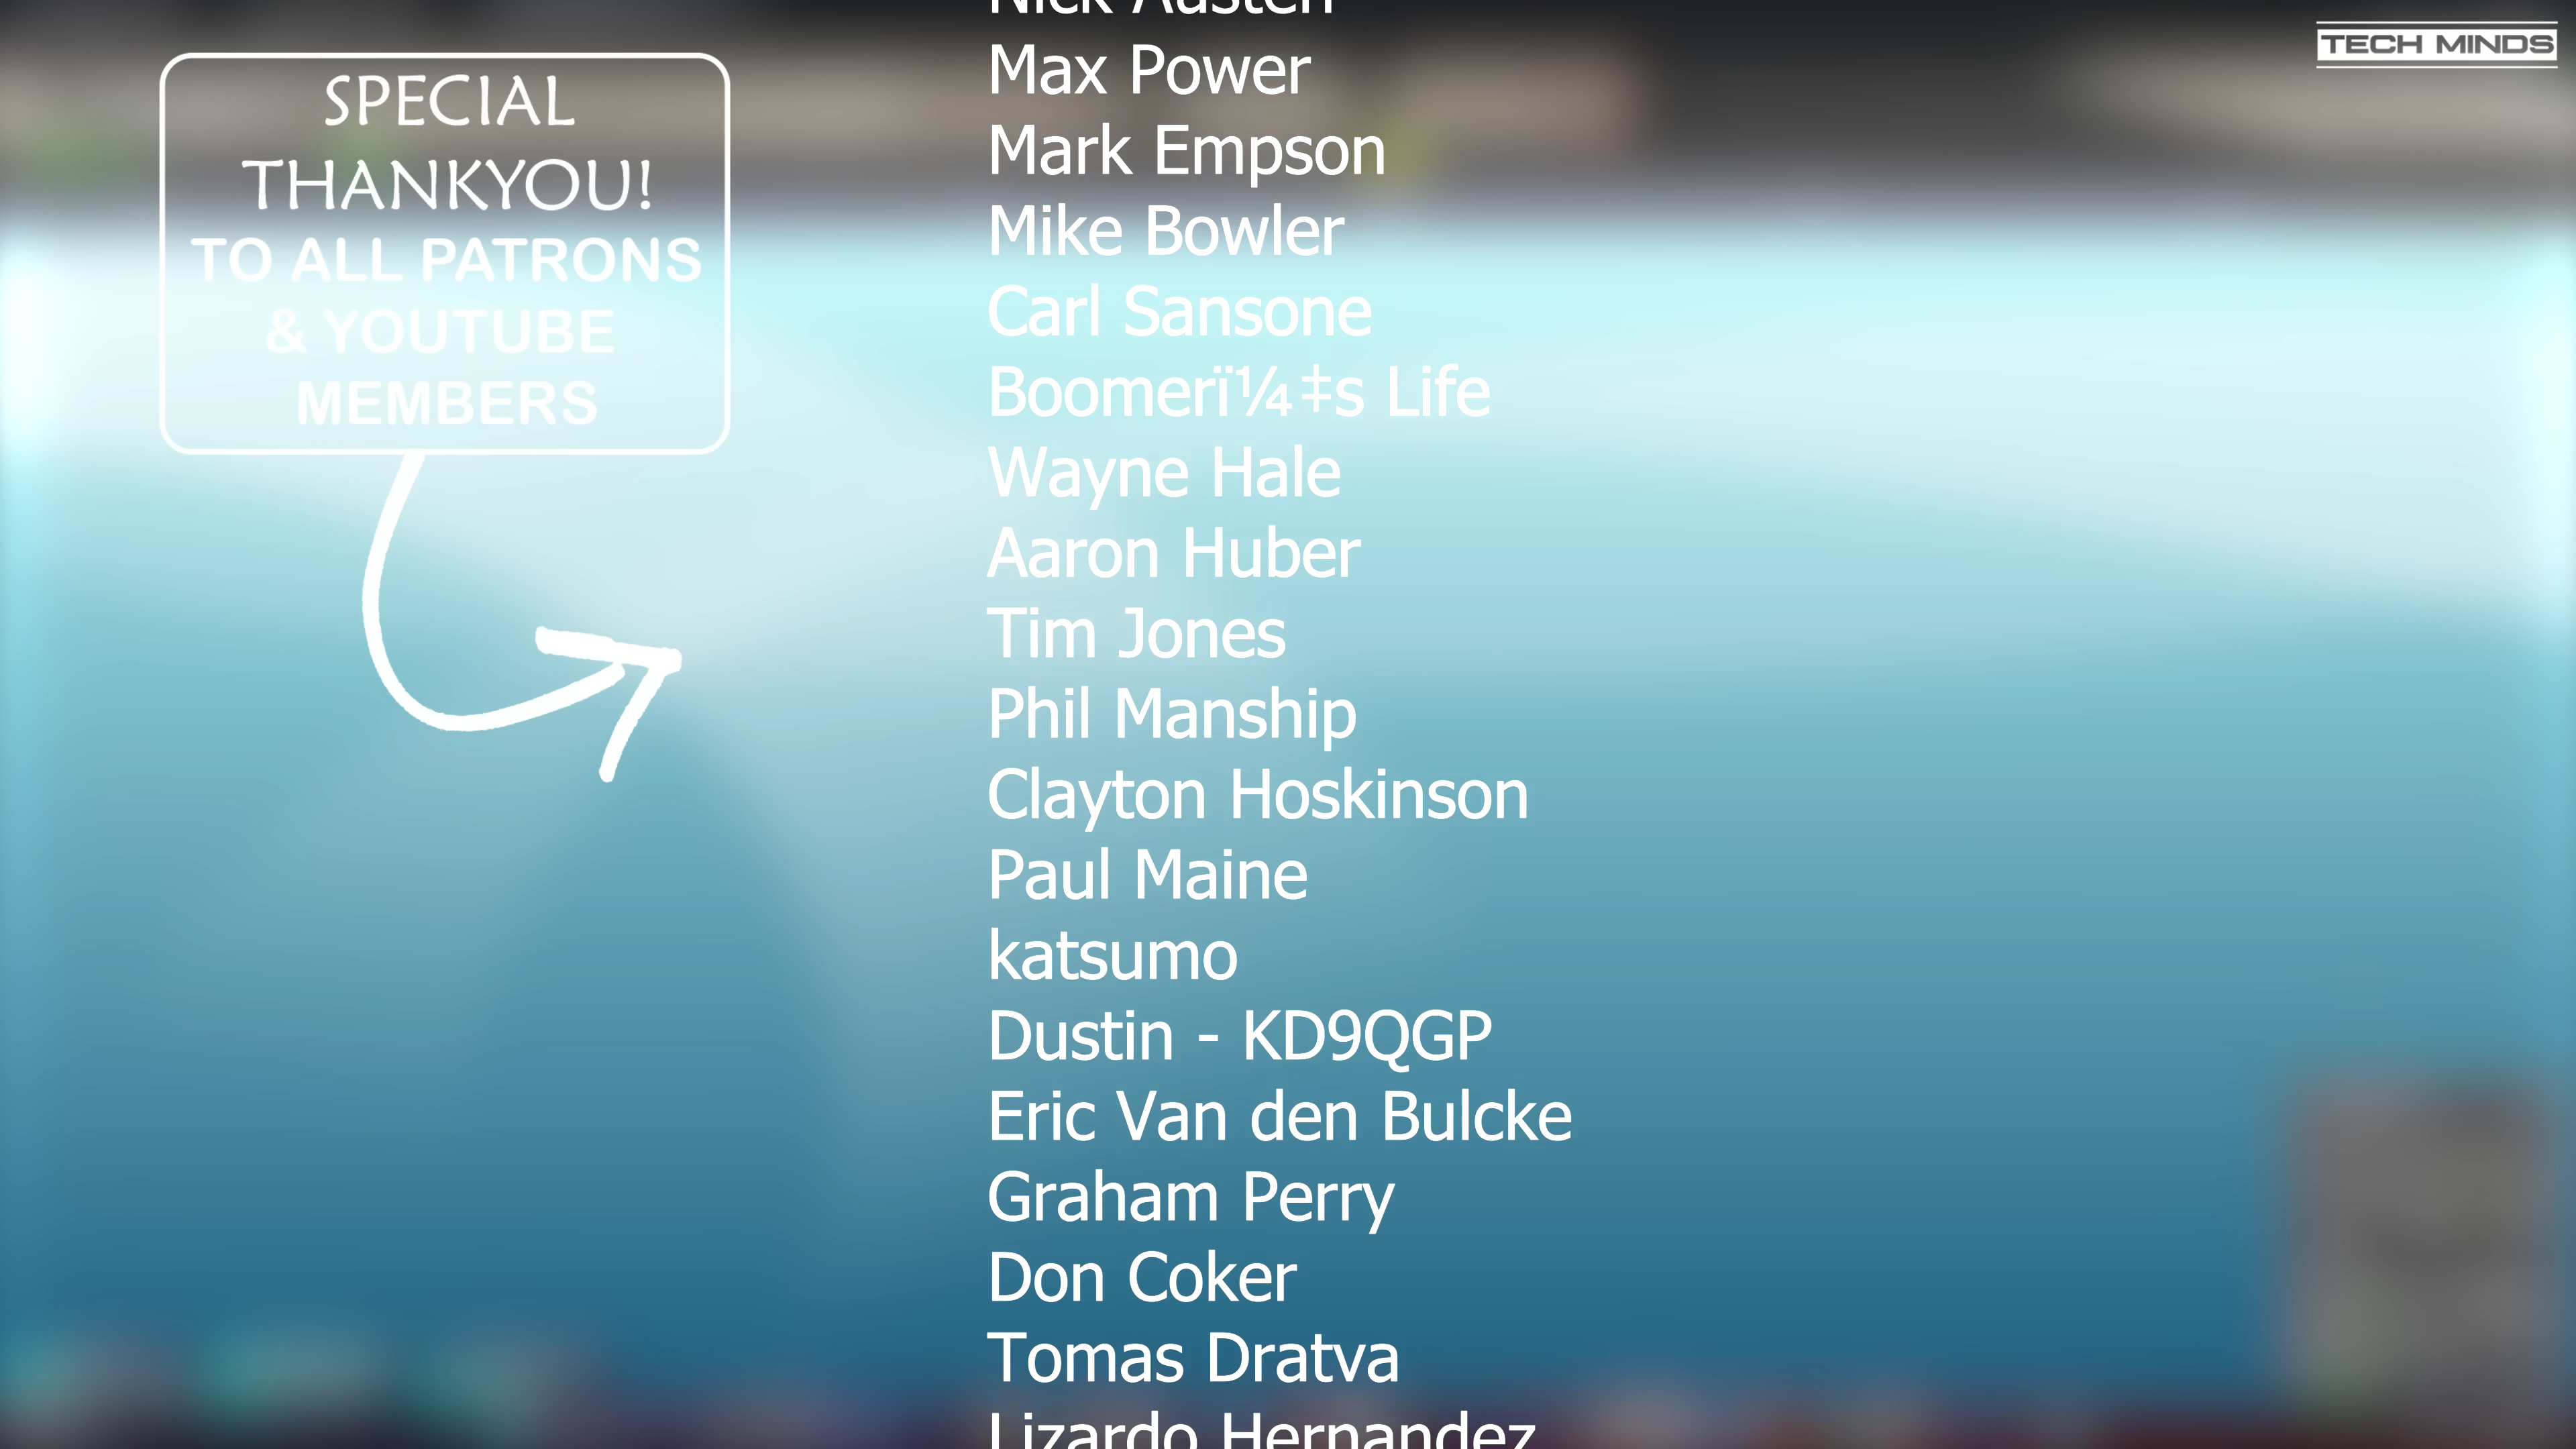 SPECIAL
THANKYOU!
TO ALL PATRONS
& YOUTUBE
MEMBERS
Nick Austen
Max Power
Mark Empson
Mike Bowler
Carl Sansone
Boomerï¼‡s Life
Wayne Hale
Aaron Huber
Tim Jones
Phil Manship
Clayton Hoskinson
Paul Maine
katsumo
Dustin - KD9QGP
Eric Van den Bulcke
Graham Perry
Don Coker
Tomas Dratva
Lizardo Hernandez
TECH MINDS